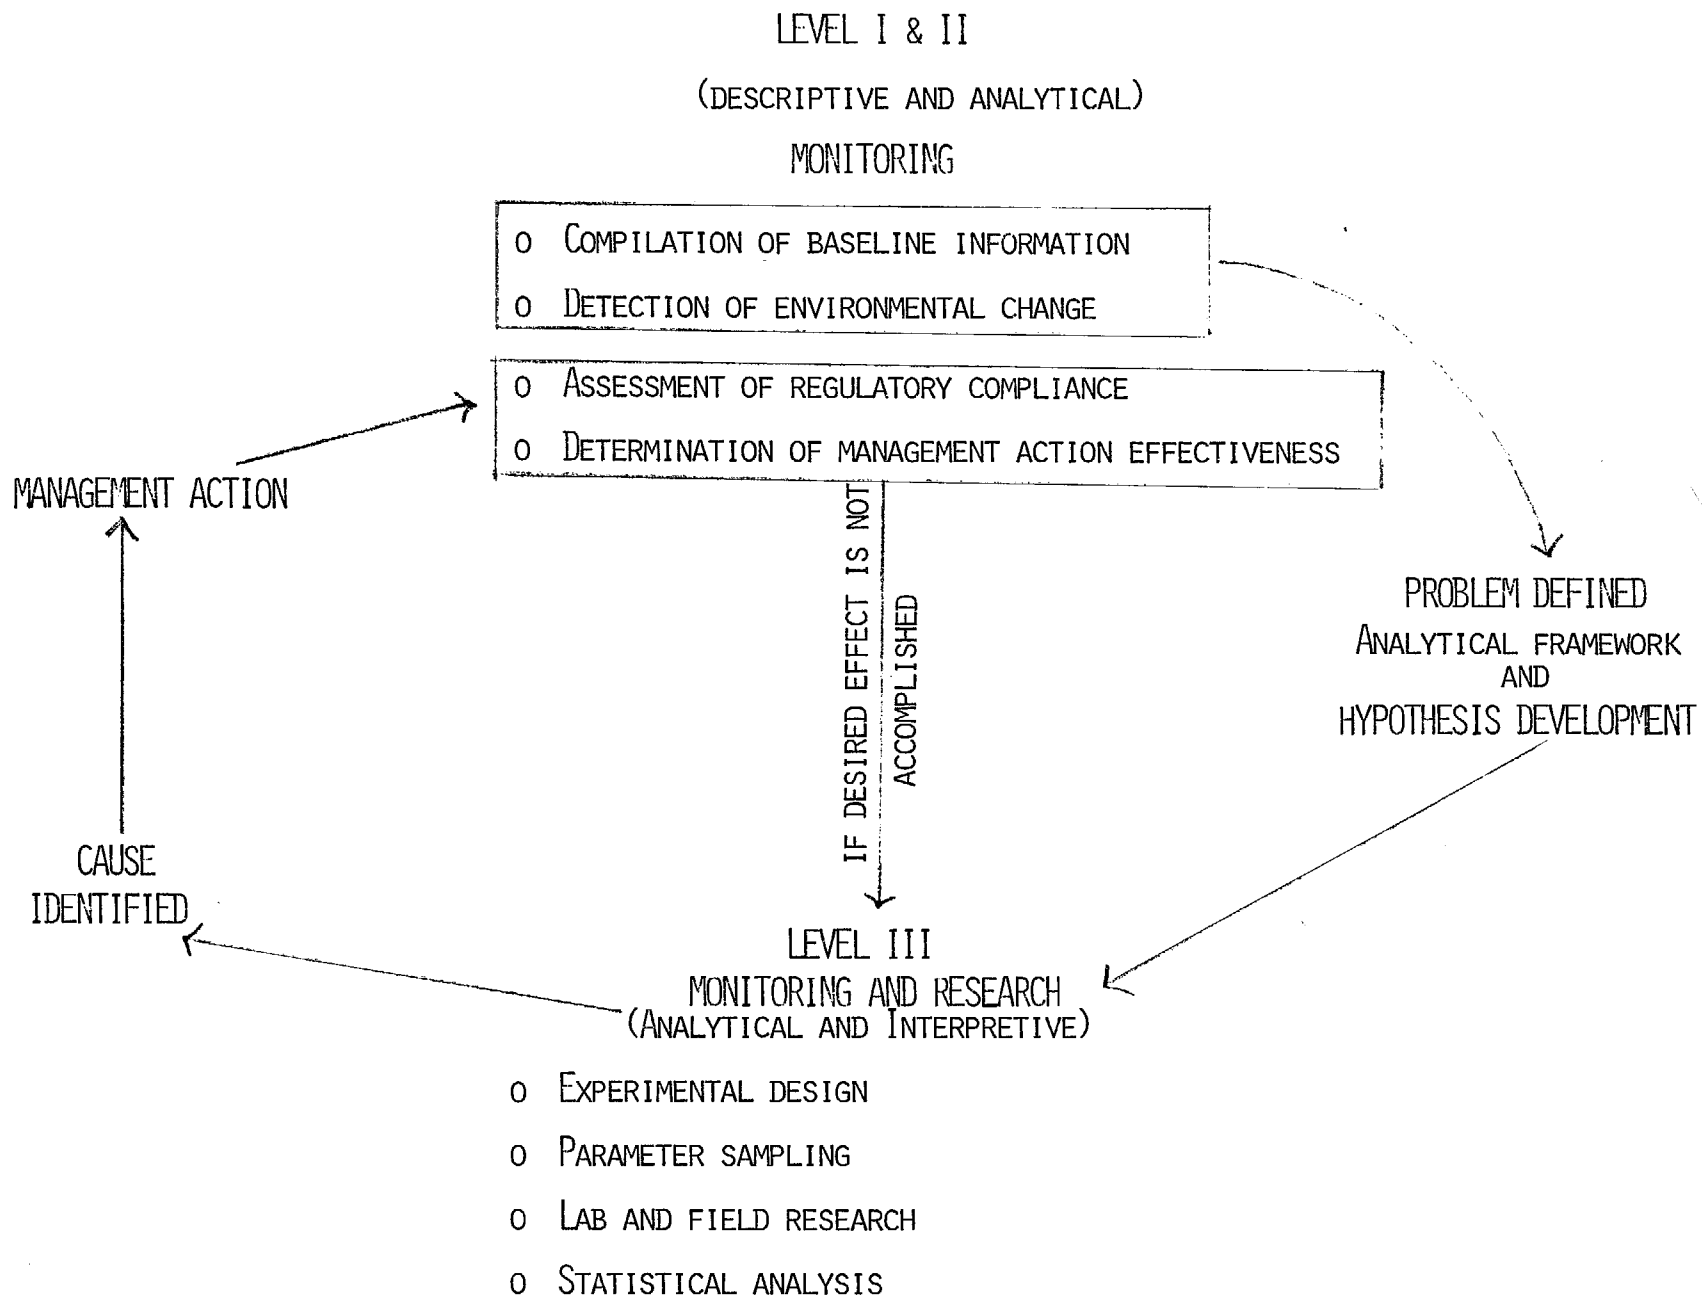 LEVEL I & II
(DESCRIPTIVE AND ANALYTICAL)
MONITORING
o COMPILATION OF BASELINE INFORMATION
o DETECTION OF ENVIRONMENTAL CHANGE
o ASSESSMENT OF REGULATORY COMPLIANCE
o DETERMINATION OF MANAGEMENT ACTION EFFECTIVENESS
MANAGEMENT ACTION
IF DESIRED EFFECT IS NOT
ACCOMPLISHED
PROBLEM DEFINED
ANALYTICAL FRAMEWORK
AND
HYPOTHESIS DEVELOPMENT
CAUSE
IDENTIFIED
LEVEL III
MONITORING AND RESEARCH
(ANALYTICAL AND INTERPRETIVE)
o EXPERIMENTAL DESIGN
o PARAMETER SAMPLING
o LAB AND FIELD RESEARCH
o STATISTICAL ANALYSIS